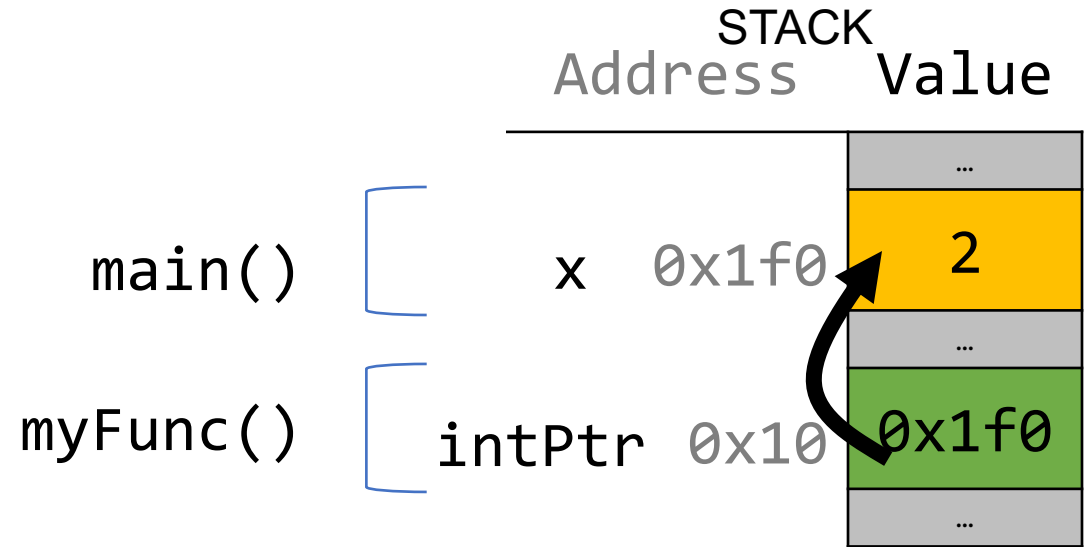 STACK
Address Value
…
main() x 0x1f0 2
…
myFunc() intPtr 0x10 0x1f0
…